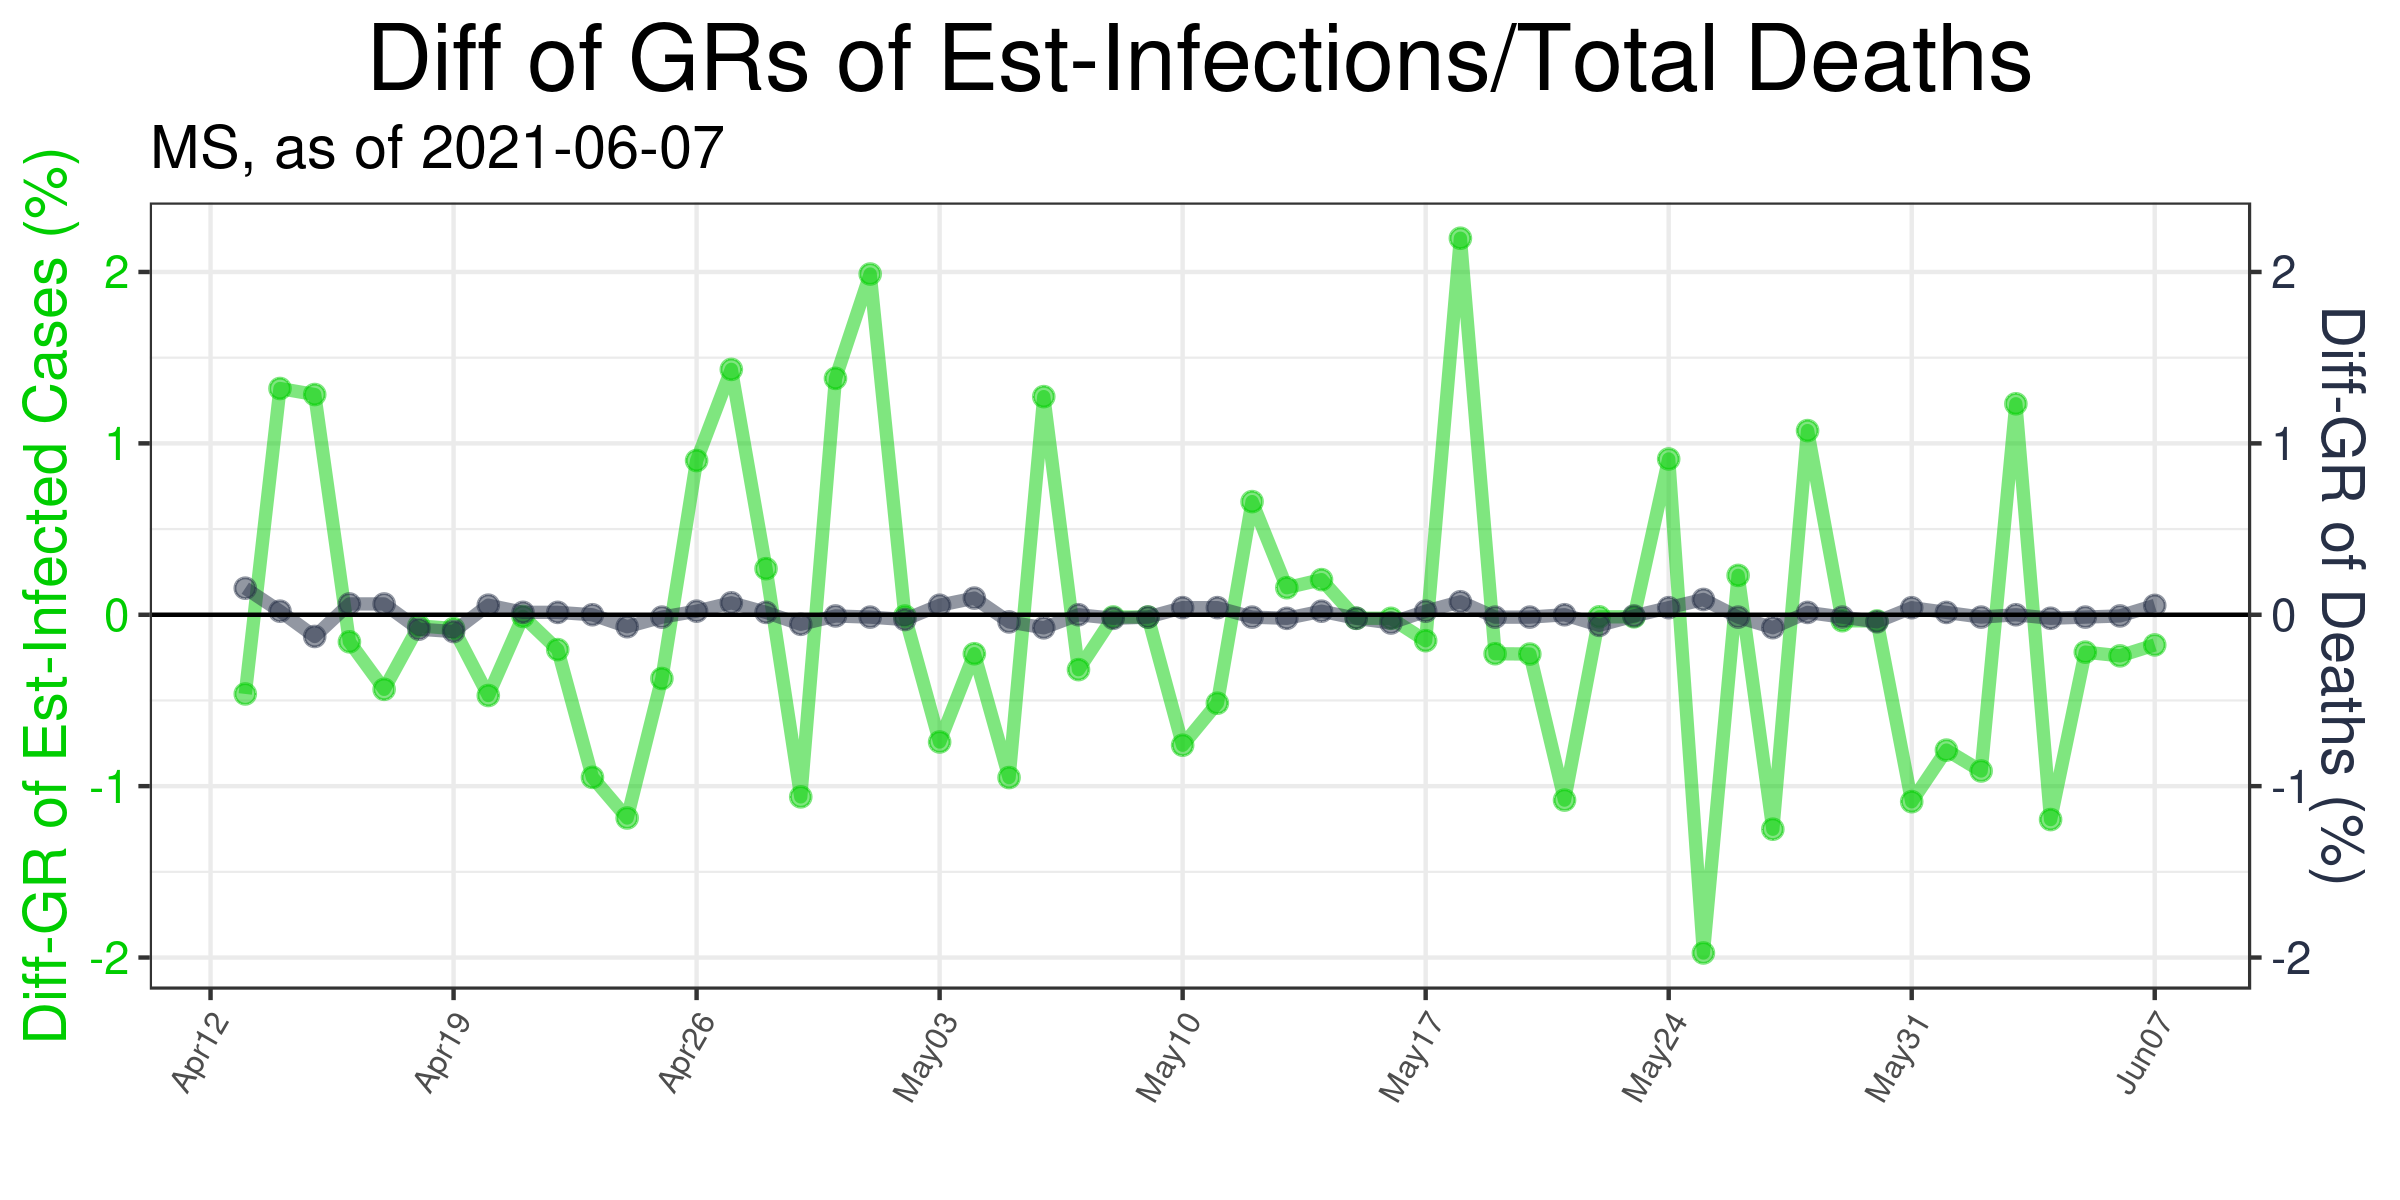 Diff of GRs of Est-Infections/Total Deaths
MS, as of 2021-06-07
Diff-GR of Est-Infected Cases (%)
2
1
0
-1
-2
2
1
0
-1
-2
Diff-GR of Deaths (%)
Apr12
Apr19
Apr26
May03
May10
May17
May24
May31
Jun07